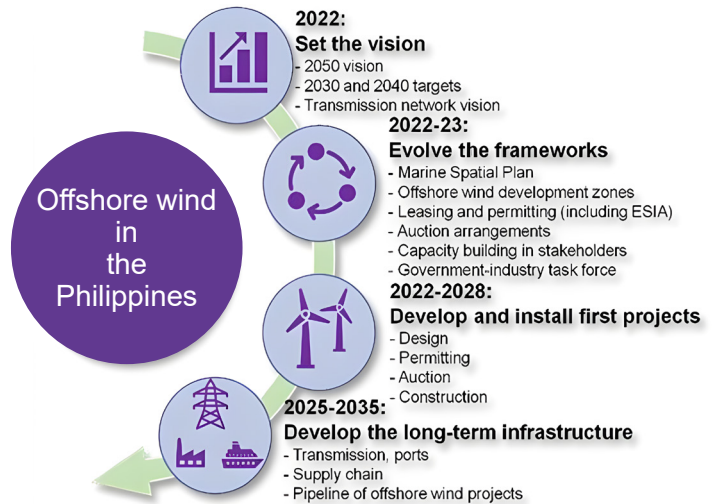 Offshore wind
in
the
Philippines
2022:
Set the vision
- 2050 vision
- 2030 and 2040 targets
- Transmission network vision
2022-23:
Evolve the frameworks
- Marine Spatial Plan
- Offshore wind development zones
- Leasing and permitting (including ESIA)
- Auction arrangements
- Capacity building in stakeholders
- Government-industry task force
2022-2028:
Develop and install first projects
- Design
- Permitting
- Auction
- Construction
2025-2035:
Develop the long-term infrastructure
- Transmission, ports
- Supply chain
- Pipeline of offshore wind projects